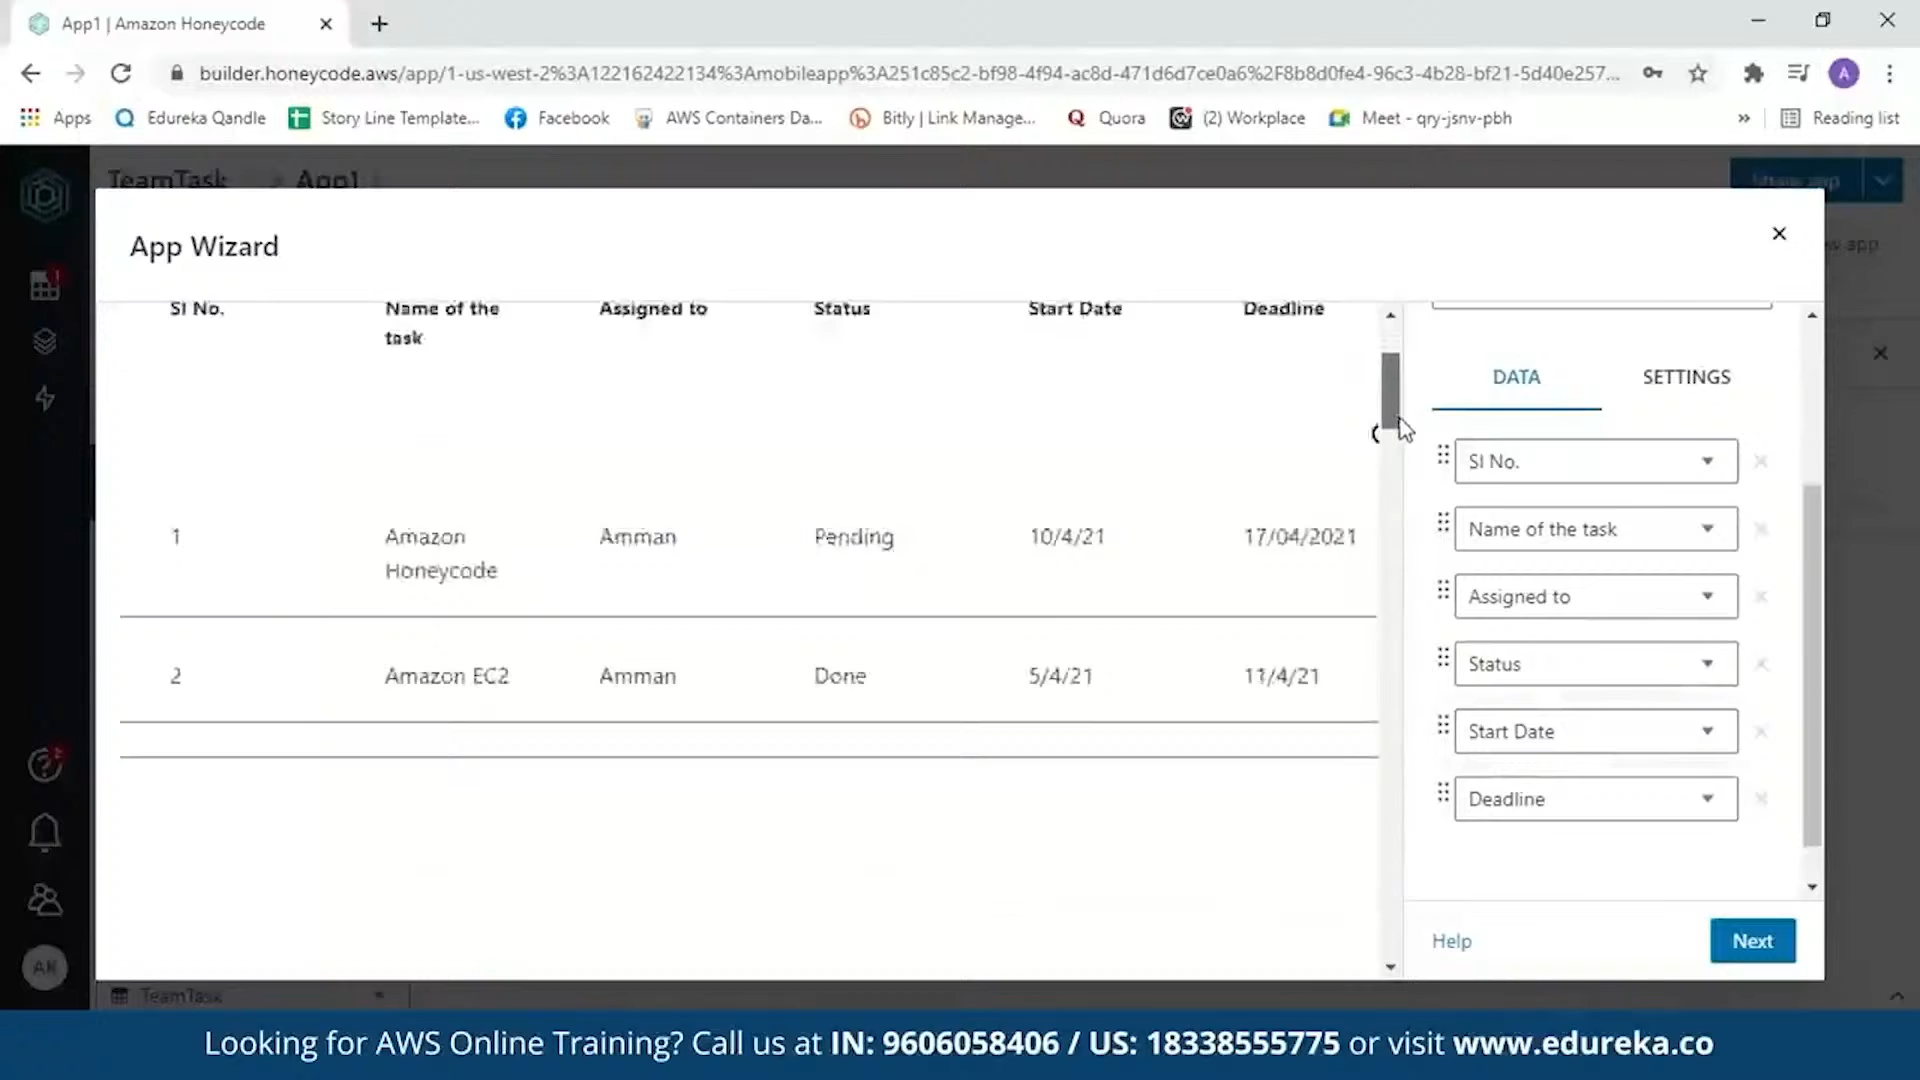 App1 | Amazon Honeycode
builder.honeycode.aws/app/1-us-west-2%3A122162422134%3Amobileapp%3A251c85c2-bf98-4f94-ac8d-471d6d7ce0a6%2F8b8d0fe4-96c3-4b28-bf21-5d40e257...
A
Apps Edureka Qandle Story Line Template... Facebook AWS Containers Da... Bitly | Link Manage... Quora (2) Workplace Meet - qry-jsnv-pbh » Reading list
TeamTask > App1 Share app
App Wizard
SI No. Name of the task Assigned to Status Start Date Deadline
DATA SETTINGS
SI No.
Name of the task
Assigned to
Status
Start Date
Deadline
1 Amazon Honeycode Amman Pending 10/4/21 17/04/2021
2 Amazon EC2 Amman Done 5/4/21 11/4/21
Help Next
AK
TeamTask
Looking for AWS Online Training? Call us at IN: 9606058406 / US: 18338555775 or visit www.edureka.co